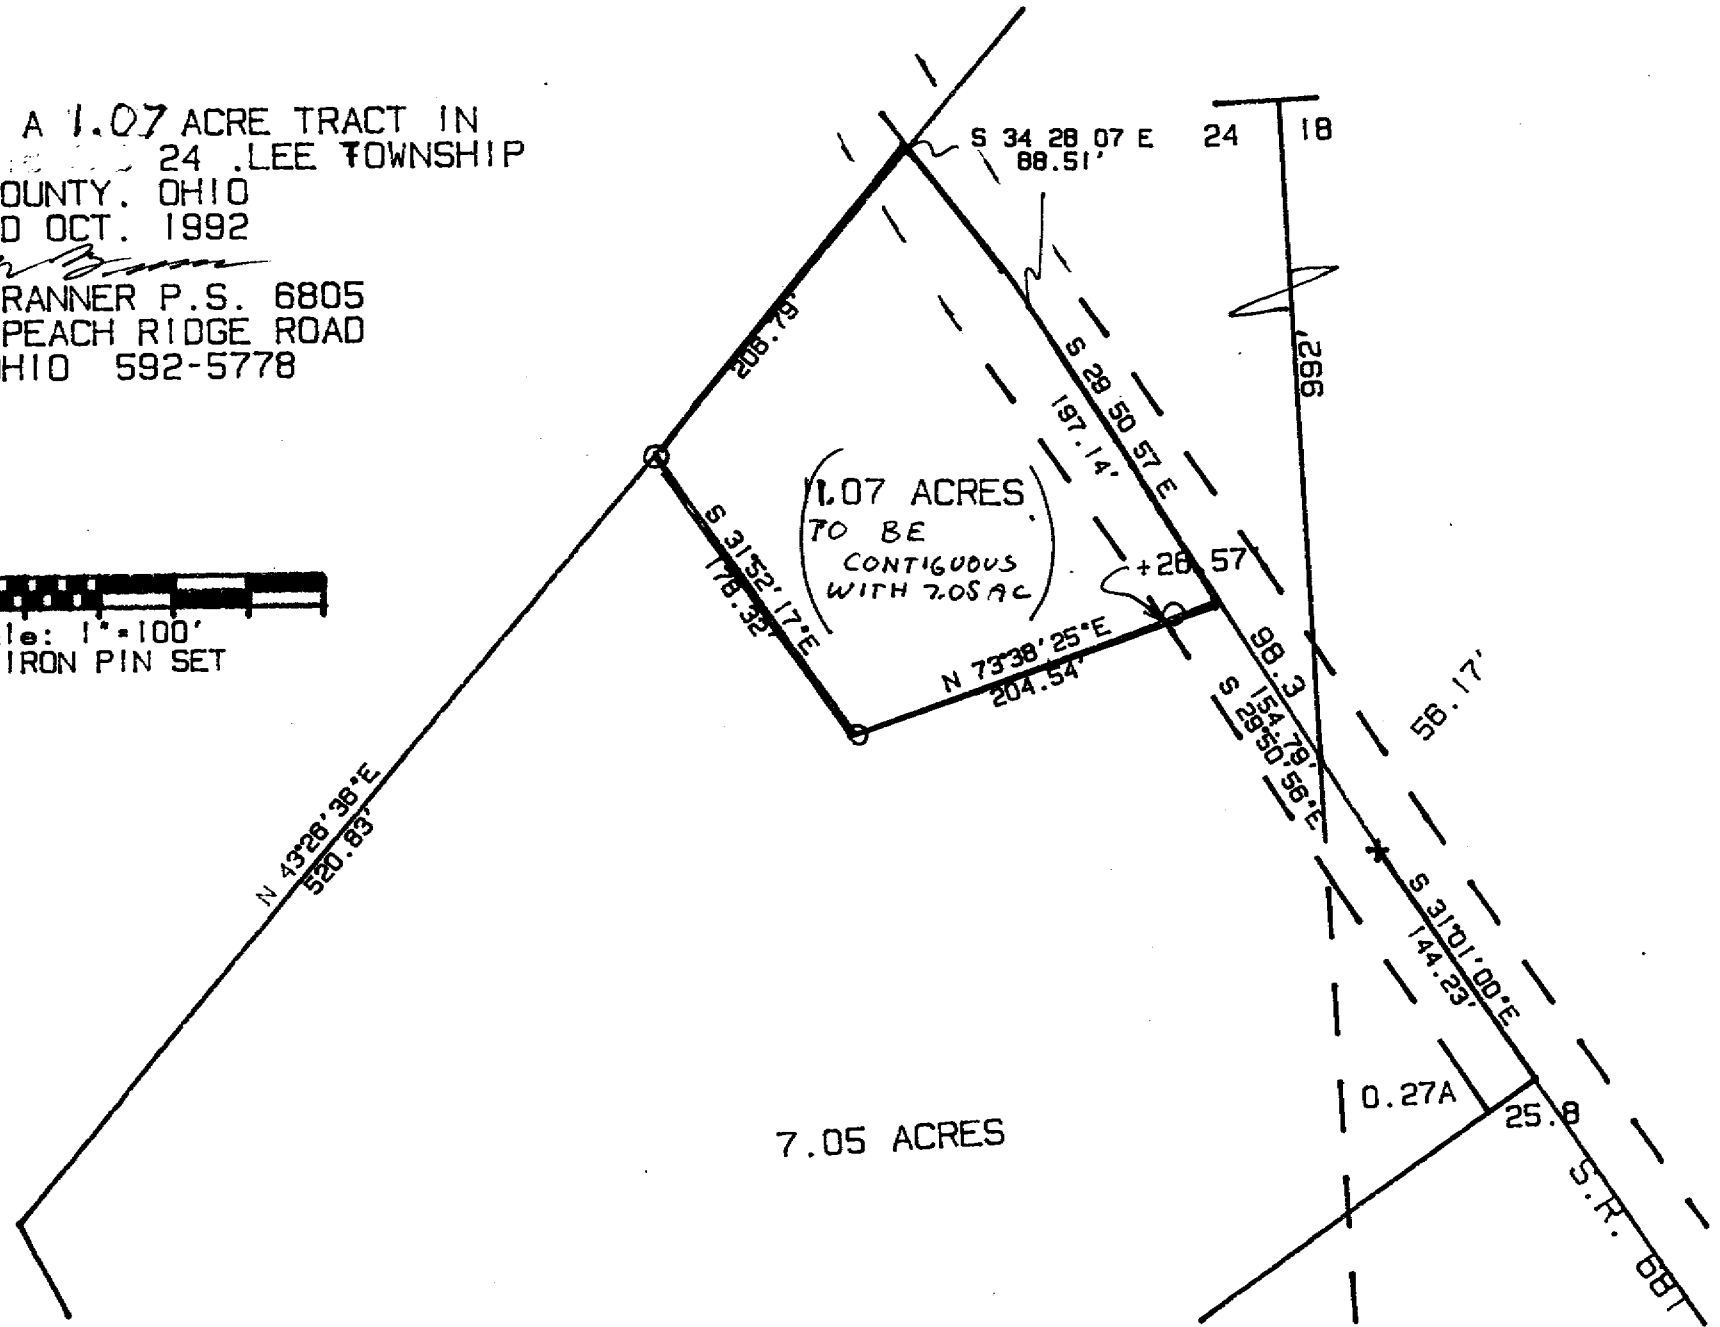 A 1.07 ACRE TRACT IN
24 .LEE TOWNSHIP
OUNTY. OHIO
D OCT. 1992
RANNER P.S. 6805
PEACH RIDGE ROAD
HIO 592-5778
le: 1"=100'
IRON PIN SET
S 34 28 07 E
88.51'
24 18
992'
208.79'
S 29 50 57 E
197.14'
1.07 ACRES
TO BE
CONTIGUOUS
WITH 7.05 AC
+26.57
S 31°52'17"E
178.32'
N 73°38'25"E
204.54'
98.3
154.79'
S 29°50'56"E
56.17'
N 43°26'36"E
520.83'
S 31°01'00"E
144.23'
0.27A
25.8
7.05 ACRES
S.R. 681